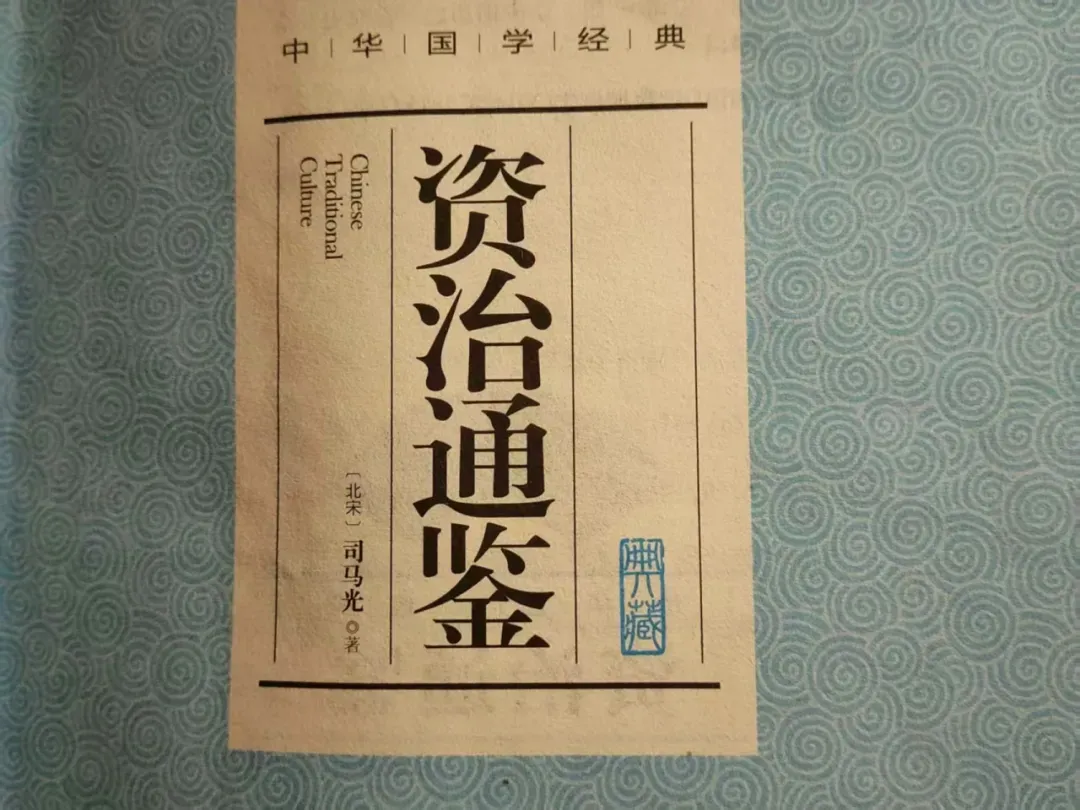 中|华|国|学|经|典
资治通鉴
Chinese
Traditional
Culture
〔北宋〕司马光◎著
典藏